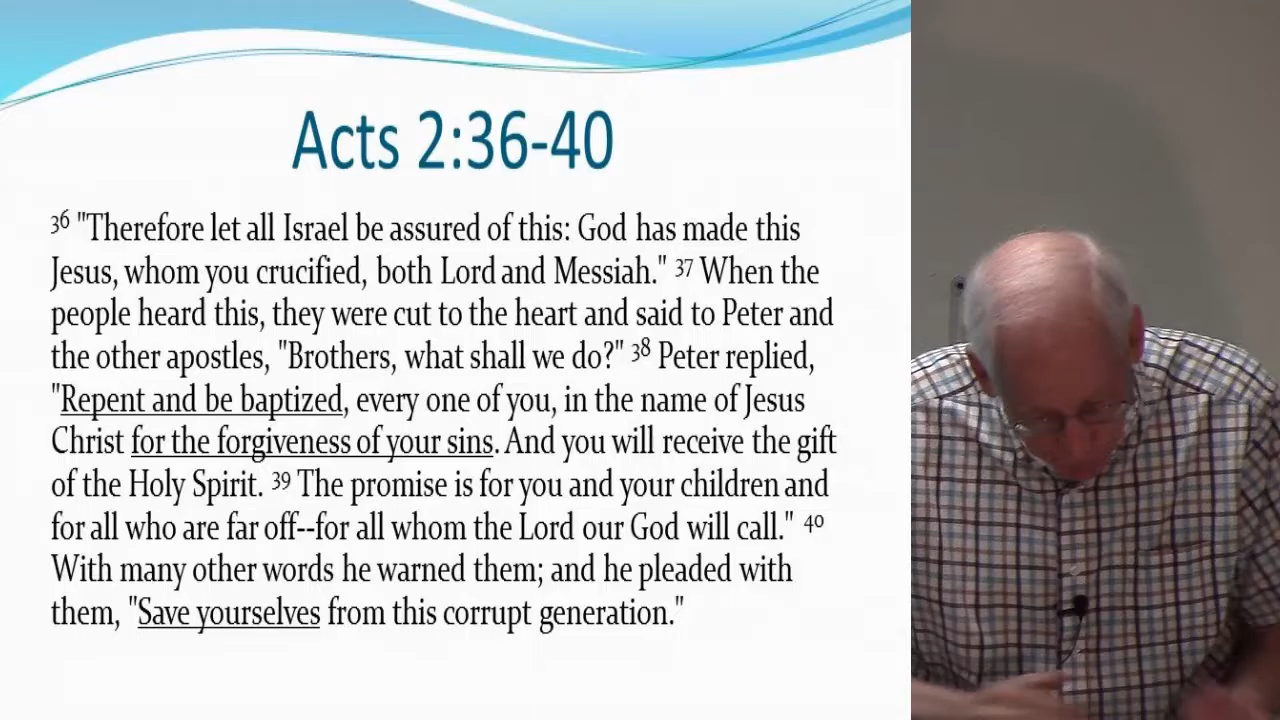 Acts 2:36-40
36 "Therefore let all Israel be assured of this: God has made this
Jesus, whom you crucified, both Lord and Messiah." 37 When the
people heard this, they were cut to the heart and said to Peter and
the other apostles, "Brothers, what shall we do?" 38 Peter replied,
"Repent and be baptized, every one of you, in the name of Jesus
Christ for the forgiveness of your sins. And you will receive the gift
of the Holy Spirit. 39 The promise is for you and your children and
for all who are far off--for all whom the Lord our God will call." 40
With many other words he warned them; and he pleaded with
them, "Save yourselves from this corrupt generation."